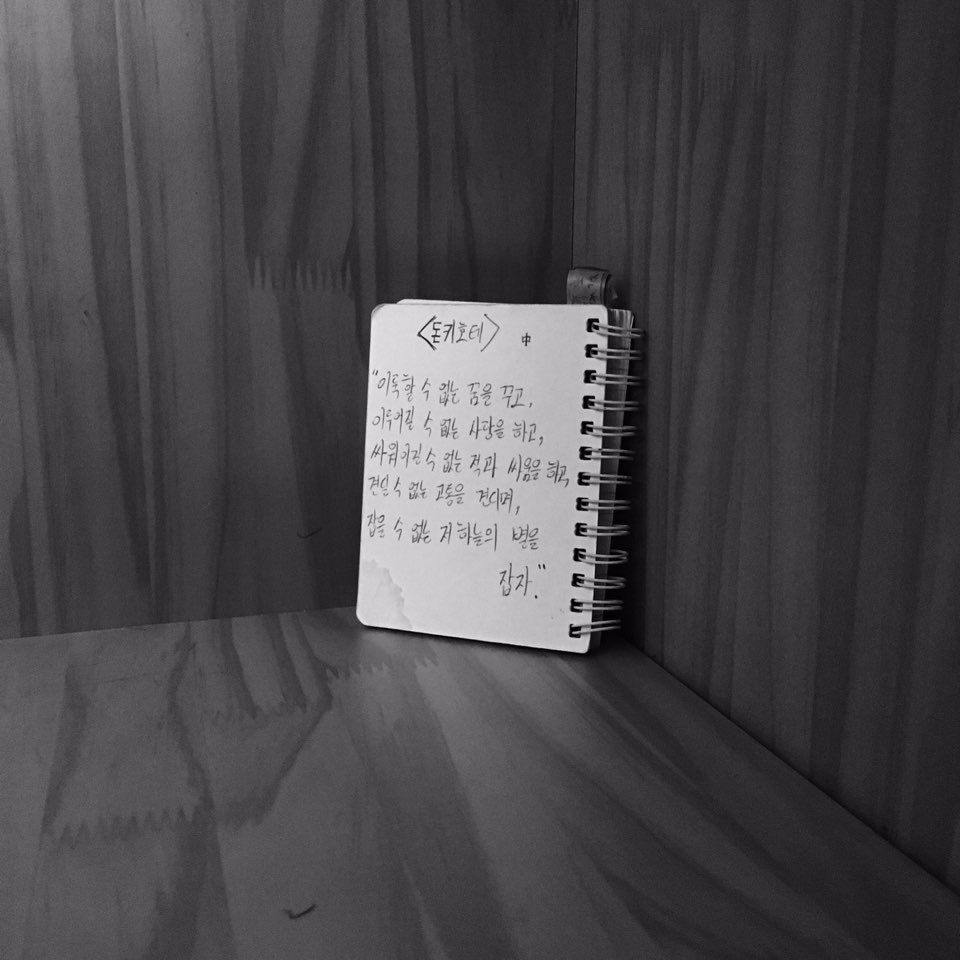 <돈키호테> 中
"이룩할 수 없는 꿈을 꾸고,
이루어질 수 없는 사랑을 하고,
싸워이길 수 없는 적과 싸움을 하고,
견딜 수 없는 고통을 견디며,
잡을 수 없는 저 하늘의 별을
잡자."